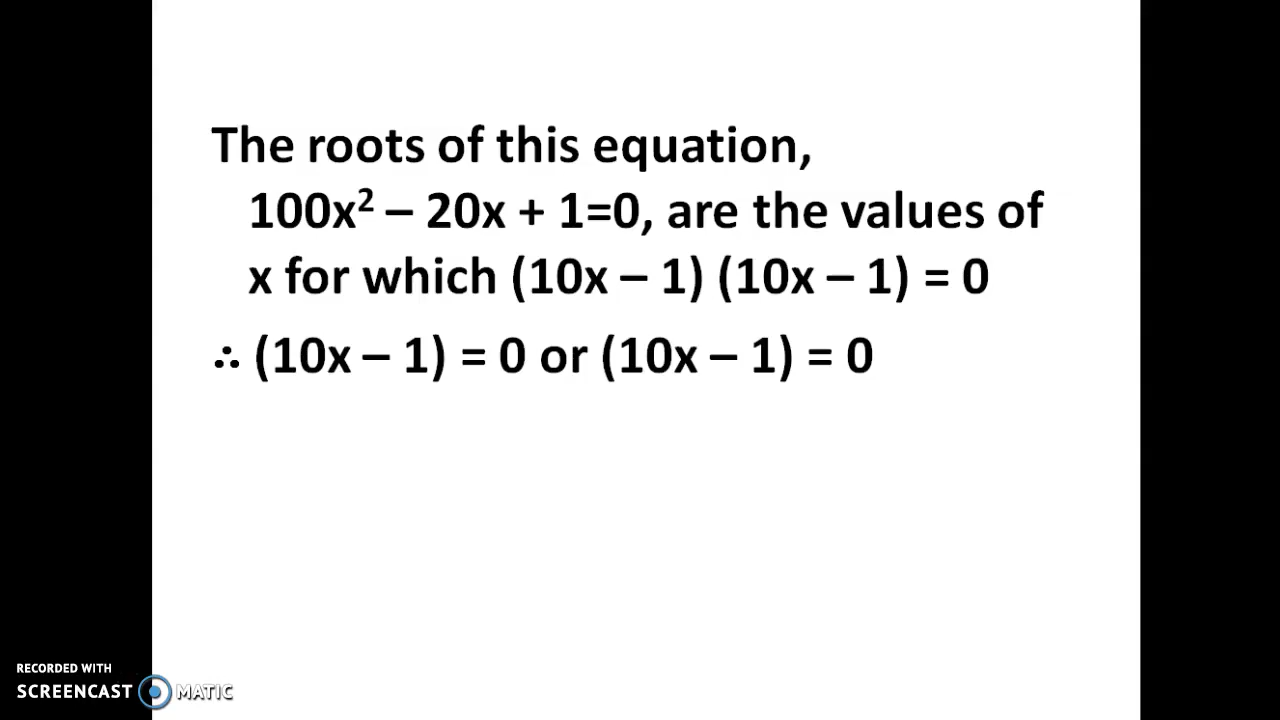 The roots of this equation,
100x² – 20x + 1=0, are the values of
x for which (10x – 1) (10x – 1) = 0
∴ (10x – 1) = 0 or (10x – 1) = 0
RECORDED WITH
SCREENCAST MATIC